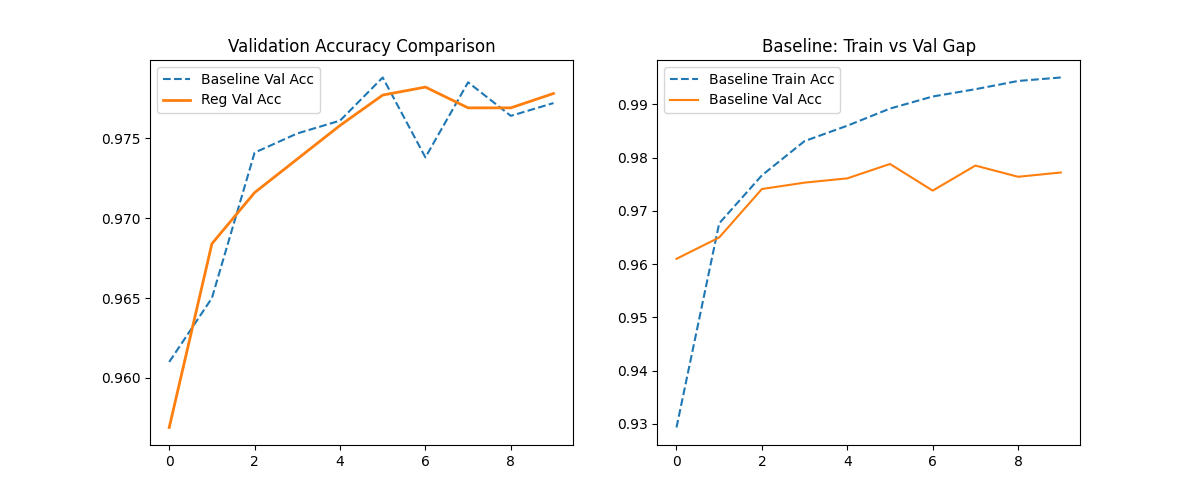 Validation Accuracy Comparison
Baseline Val Acc
Reg Val Acc
0.975
0.970
0.965
0.960
0 2 4 6 8
Baseline: Train vs Val Gap
Baseline Train Acc
Baseline Val Acc
0.99
0.98
0.97
0.96
0.95
0.94
0.93
0 2 4 6 8